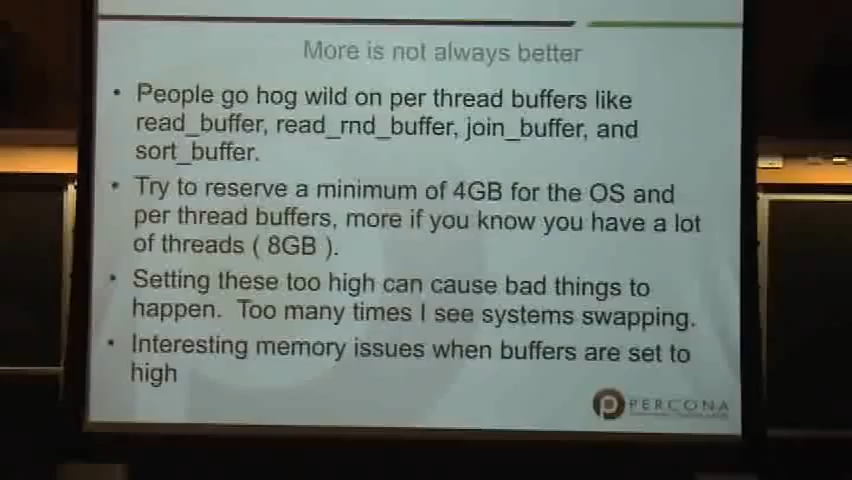 More is not always better
• People go hog wild on per thread buffers like
read_buffer, read_rnd_buffer, join_buffer, and
sort_buffer.
• Try to reserve a minimum of 4GB for the OS and
per thread buffers, more if you know you have a lot
of threads ( 8GB ).
• Setting these too high can cause bad things to
happen.  Too many times I see systems swapping.
• Interesting memory issues when buffers are set to
high
PERCONA